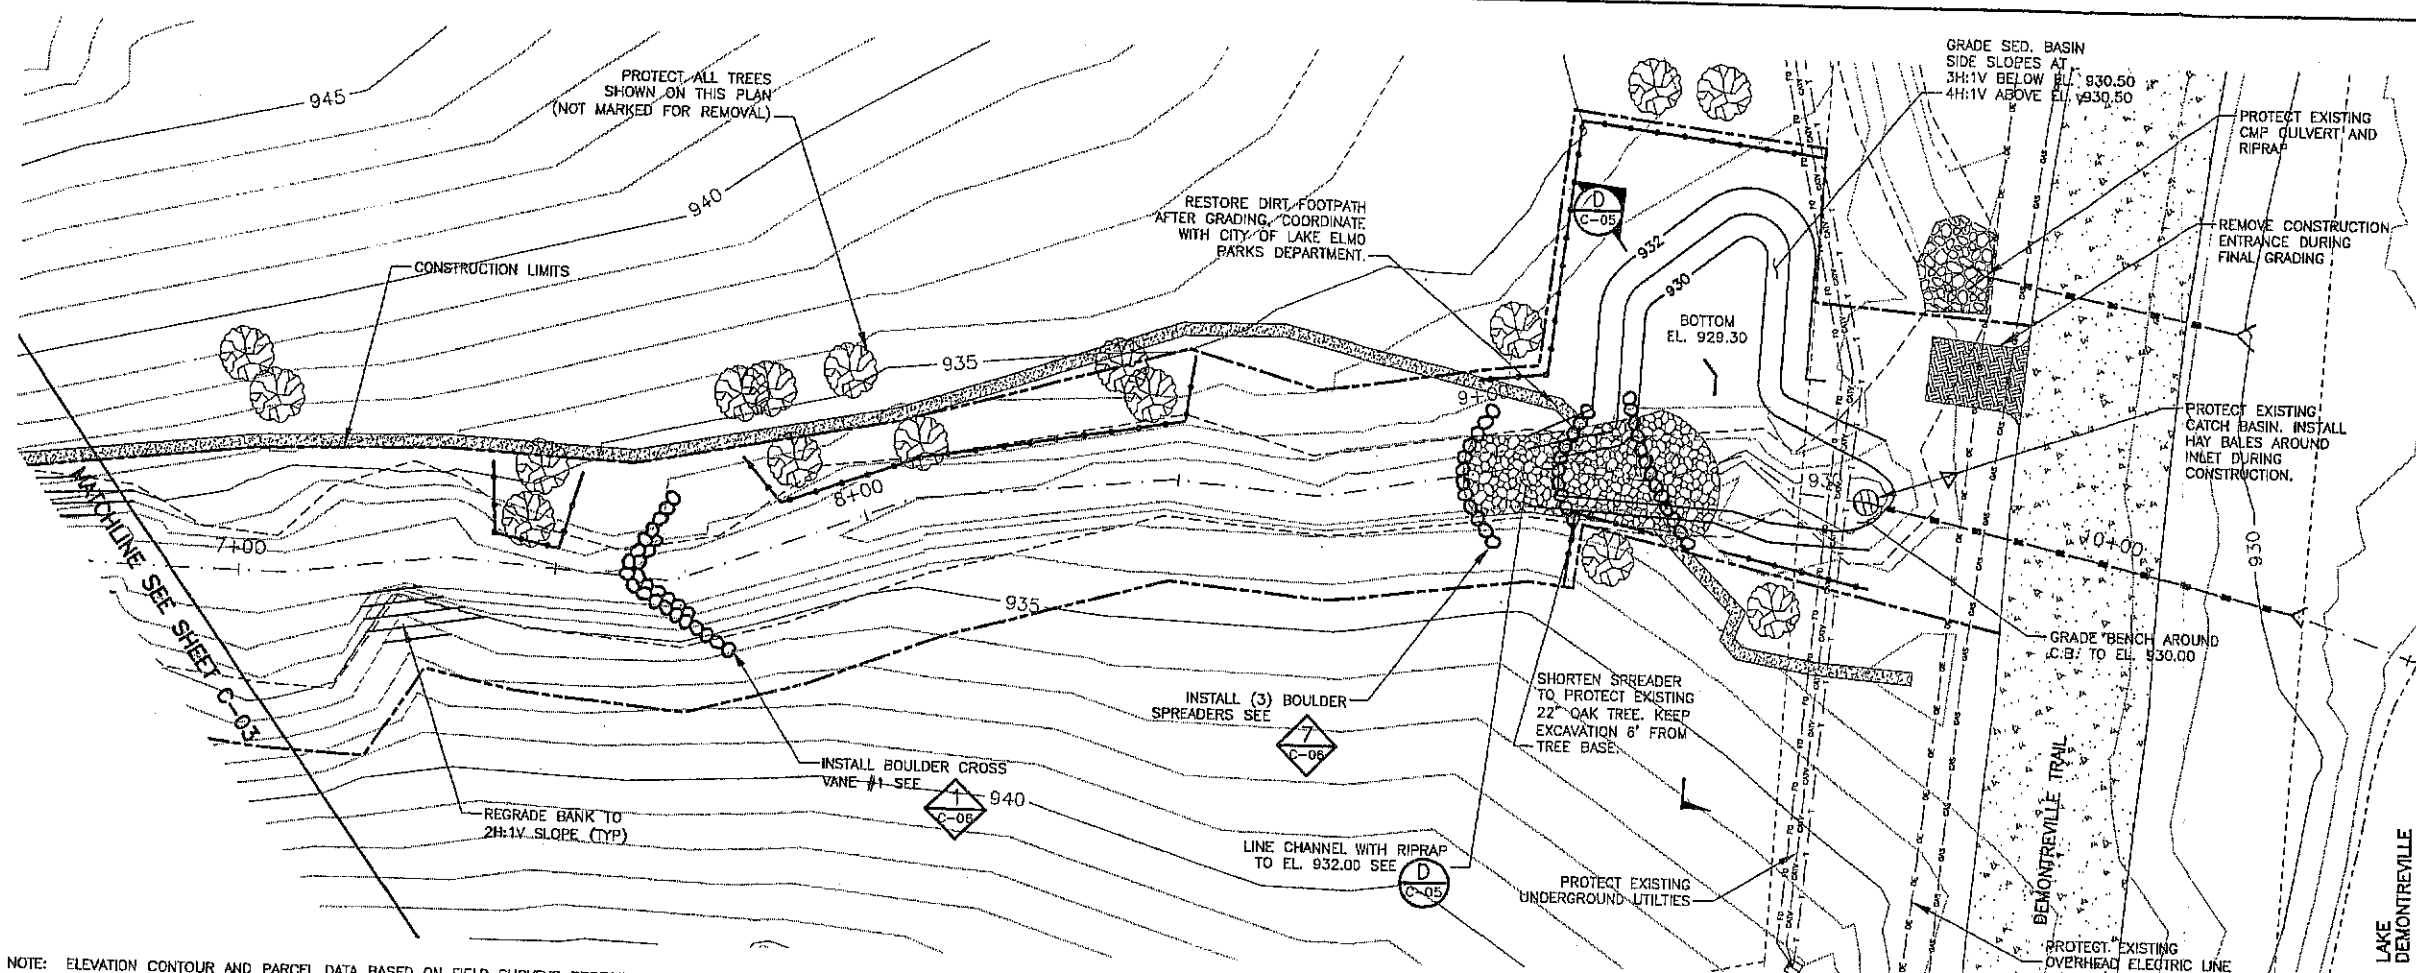 GRADE SED. BASIN
SIDE SLOPES AT
3H:1V BELOW EL. 930.50
4H:1V ABOVE EL. 930.50
PROTECT ALL TREES
SHOWN ON THIS PLAN
(NOT MARKED FOR REMOVAL)
945
940
PROTECT EXISTING
CMP CULVERT AND
RIPRAP
RESTORE DIRT FOOTPATH
AFTER GRADING, COORDINATE
WITH CITY OF LAKE ELMO
PARKS DEPARTMENT.
D
C-05
932
930
REMOVE CONSTRUCTION
ENTRANCE DURING
FINAL GRADING
CONSTRUCTION LIMITS
BOTTOM
EL. 929.30
935
PROTECT EXISTING
CATCH BASIN. INSTALL
HAY BALES AROUND
INLET DURING
CONSTRUCTION.
8+00
7+00
10+00
930
MATCHLINE SEE SHEET C-03
935
GRADE BENCH AROUND
C.B. TO EL. 930.00
INSTALL (3) BOULDER
SPREADERS SEE
7
C-06
SHORTEN SPREADER
TO PROTECT EXISTING
22" OAK TREE. KEEP
EXCAVATION 6' FROM
TREE BASE.
INSTALL BOULDER CROSS
VANE #1 SEE
1
C-06
940
REGRADE BANK TO
2H:1V SLOPE (TYP)
LINE CHANNEL WITH RIPRAP
TO EL. 932.00 SEE
D
C-05
PROTECT EXISTING
UNDERGROUND UTILTIES
DEMONTREVILLE TRAIL
LAKE
DEMONTREVILLE
PROTECT EXISTING
OVERHEAD ELECTRIC LINE
NOTE: ELEVATION CONTOUR AND PARCEL DATA BASED ON FIELD SURVEYS